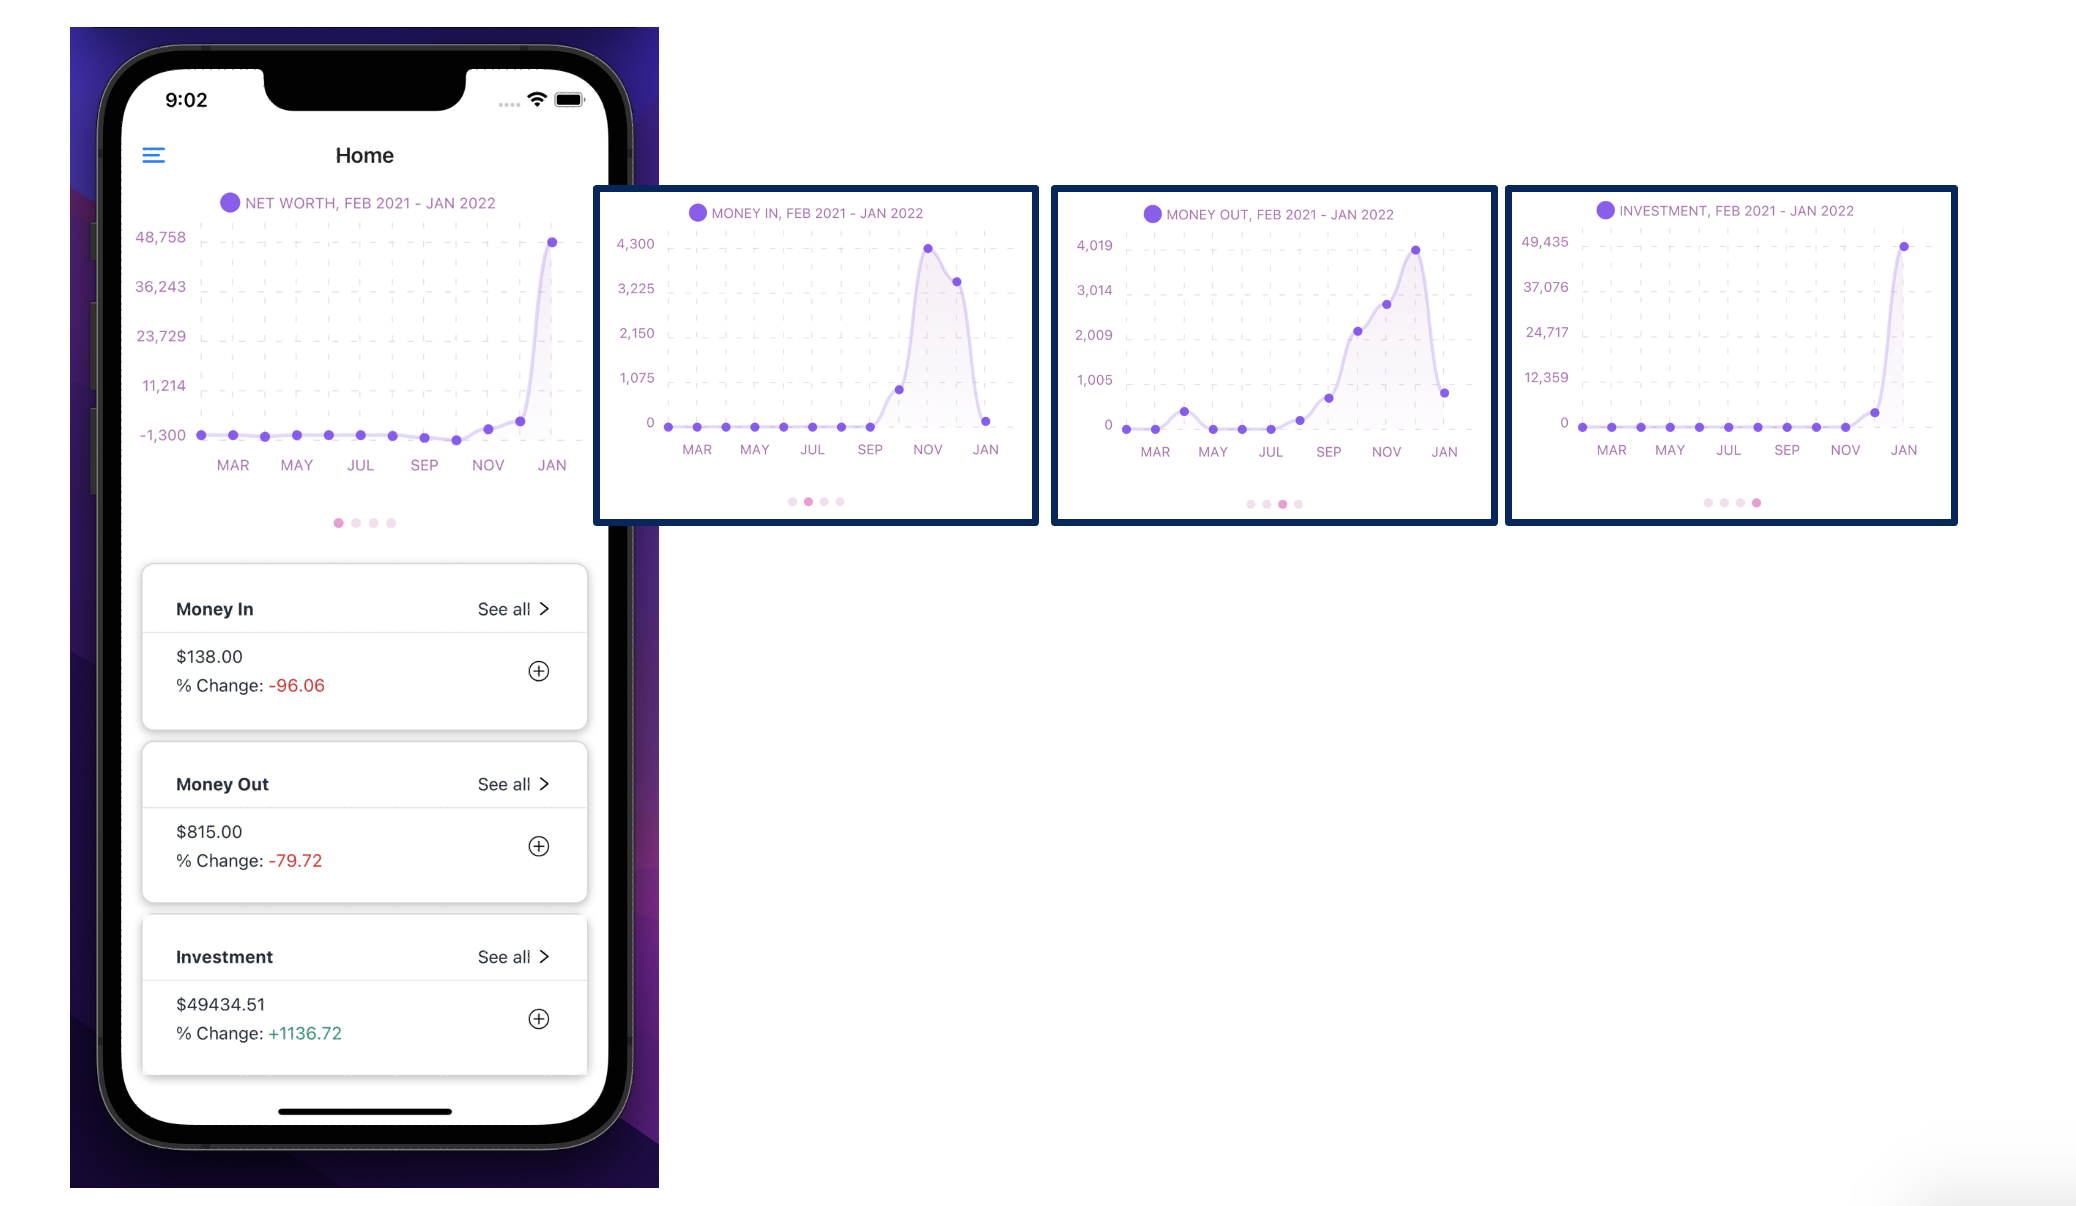 9:02
Home
NET WORTH, FEB 2021 - JAN 2022
48,758
36,243
23,729
11,214
-1,300
MAR MAY JUL SEP NOV JAN
MONEY IN, FEB 2021 - JAN 2022
4,300
3,225
2,150
1,075
0
MAR MAY JUL SEP NOV JAN
MONEY OUT, FEB 2021 - JAN 2022
4,019
3,014
2,009
1,005
0
MAR MAY JUL SEP NOV JAN
INVESTMENT, FEB 2021 - JAN 2022
49,435
37,076
24,717
12,359
0
MAR MAY JUL SEP NOV JAN
Money In See all
$138.00
% Change: -96.06
Money Out See all
$815.00
% Change: -79.72
Investment See all
$49434.51
% Change: +1136.72